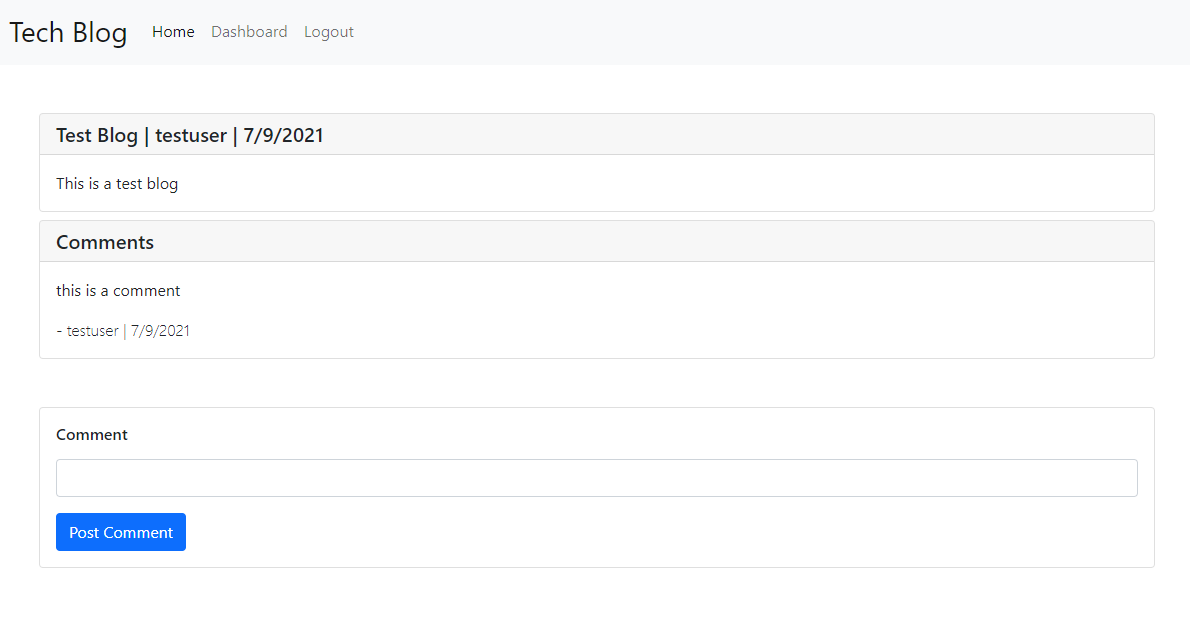 Tech Blog Home Dashboard Logout
Test Blog | testuser | 7/9/2021
This is a test blog
Comments
this is a comment
- testuser | 7/9/2021
Comment
Post Comment